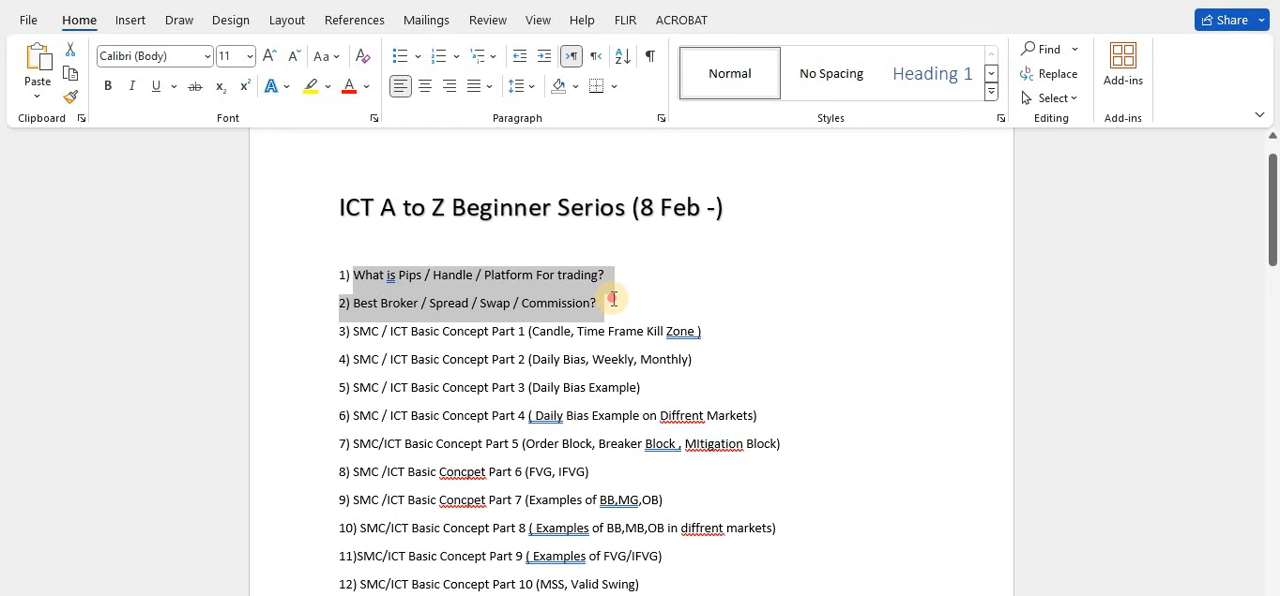 File Home Insert Draw Design Layout References Mailings Review View Help FLIR ACROBAT Share
Paste Calibri (Body) 11 Aa Normal No Spacing Heading 1 Find Replace Select Add-ins
B I U ab x₂ x² A A
Clipboard Font Paragraph Styles Editing Add-ins
ICT A to Z Beginner Serios (8 Feb -)
1) What is Pips / Handle / Platform For trading?
2) Best Broker / Spread / Swap / Commission?
3) SMC / ICT Basic Concept Part 1 (Candle, Time Frame Kill Zone )
4) SMC / ICT Basic Concept Part 2 (Daily Bias, Weekly, Monthly)
5) SMC / ICT Basic Concept Part 3 (Daily Bias Example)
6) SMC / ICT Basic Concept Part 4 ( Daily Bias Example on Diffrent Markets)
7) SMC/ICT Basic Concept Part 5 (Order Block, Breaker Block , MItigation Block)
8) SMC /ICT Basic Concpet Part 6 (FVG, IFVG)
9) SMC /ICT Basic Concpet Part 7 (Examples of BB,MG,OB)
10) SMC/ICT Basic Concept Part 8 ( Examples of BB,MB,OB in diffrent markets)
11)SMC/ICT Basic Concept Part 9 ( Examples of FVG/IFVG)
12) SMC/ICT Basic Concept Part 10 (MSS, Valid Swing)